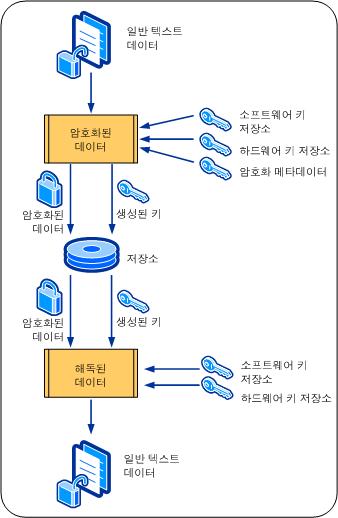 일반 텍스트
데이터
암호화된
데이터
소프트웨어 키
저장소
하드웨어 키 저장소
암호화 메타데이터
암호화된
데이터
생성된 키
저장소
암호화된
데이터
생성된 키
해독된
데이터
소프트웨어 키
저장소
하드웨어 키 저장소
일반 텍스트
데이터